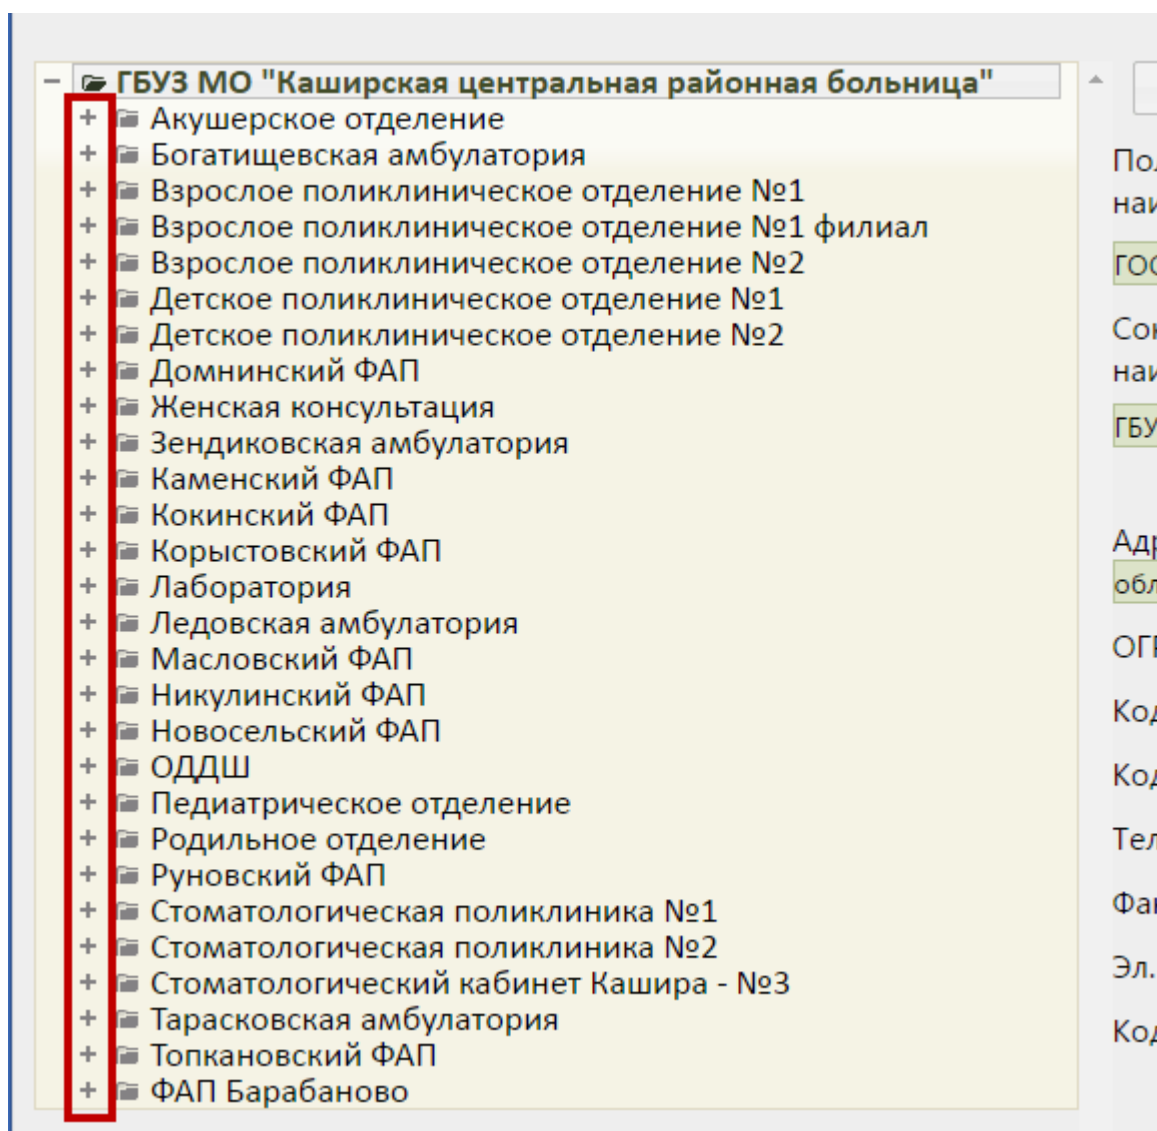 ГБУЗ МО "Каширская центральная районная больница"
Акушерское отделение
Богатищевская амбулатория
Взрослое поликлиническое отделение №1
Взрослое поликлиническое отделение №1 филиал
Взрослое поликлиническое отделение №2
Детское поликлиническое отделение №1
Детское поликлиническое отделение №2
Домнинский ФАП
Женская консультация
Зендиковская амбулатория
Каменский ФАП
Кокинский ФАП
Корыстовский ФАП
Лаборатория
Ледовская амбулатория
Масловский ФАП
Никулинский ФАП
Новосельский ФАП
ОДДШ
Педиатрическое отделение
Родильное отделение
Руновский ФАП
Стоматологическая поликлиника №1
Стоматологическая поликлиника №2
Стоматологический кабинет Кашира - №3
Тарасковская амбулатория
Топкановский ФАП
ФАП Барабаново
Эл.